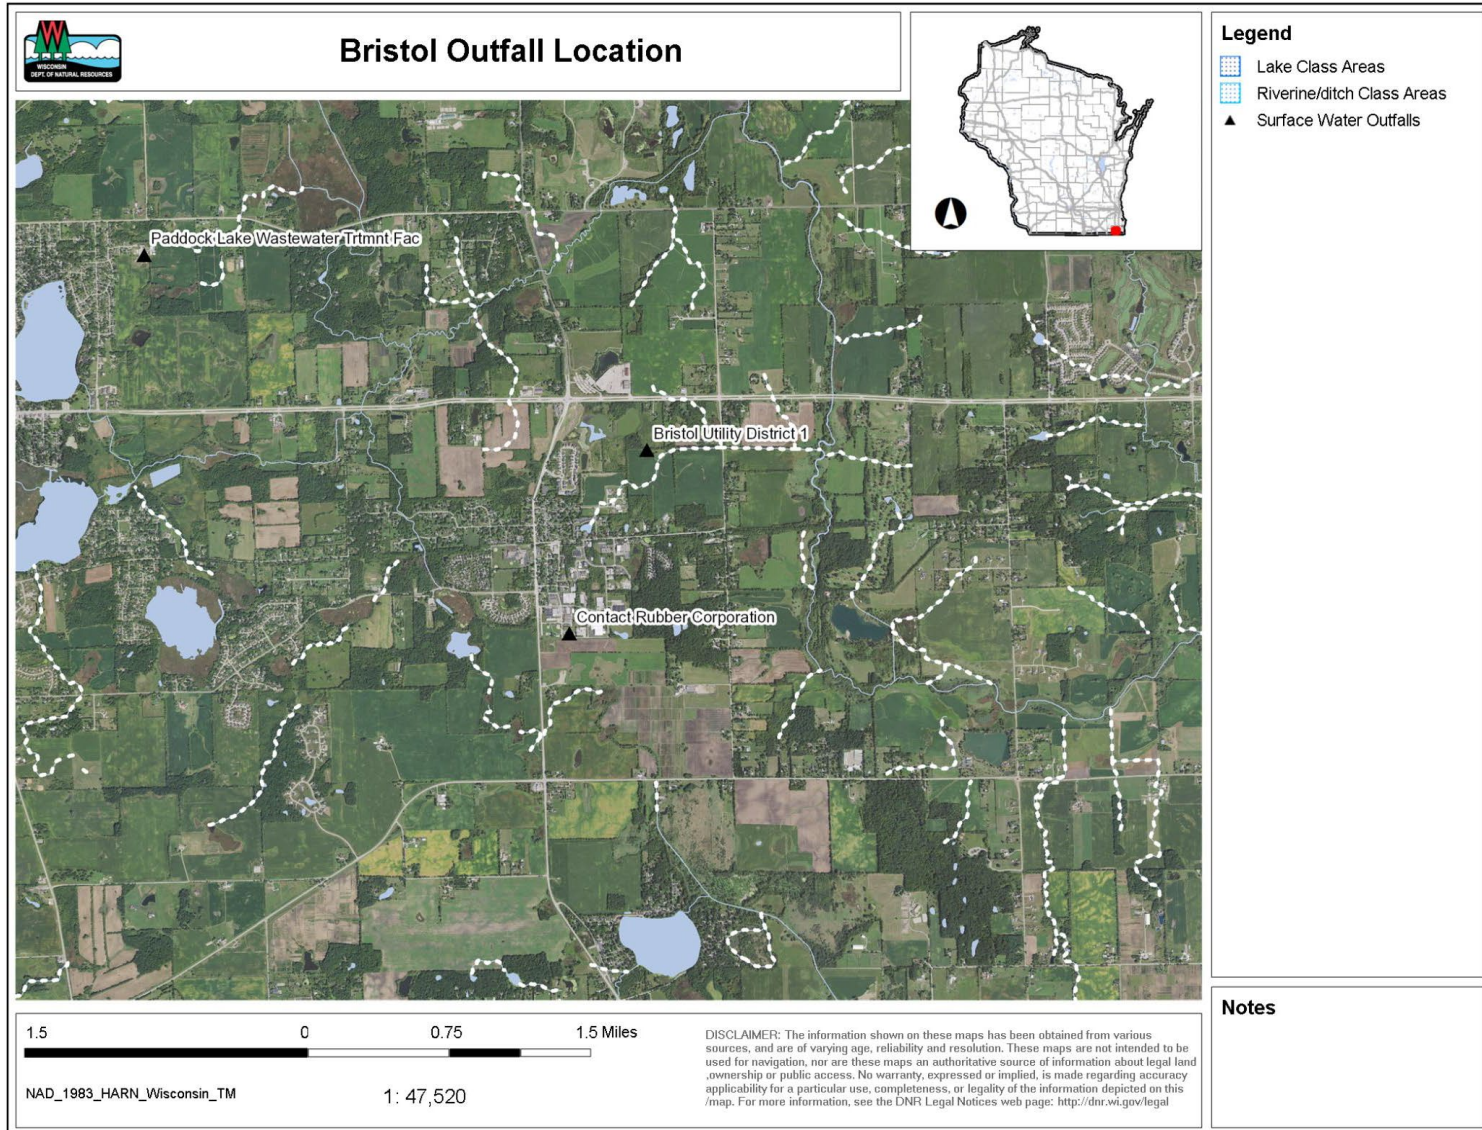 WISCONSIN
DEPT. OF NATURAL RESOURCES
Bristol Outfall Location
Legend
Lake Class Areas
Riverine/ditch Class Areas
Surface Water Outfalls
Paddock Lake Wastewater Trtmnt Fac
Bristol Utility District 1
Contact Rubber Corporation
Notes
1.5 0 0.75 1.5 Miles
NAD_1983_HARN_Wisconsin_TM
1: 47,520
DISCLAIMER: The information shown on these maps has been obtained from various
sources, and are of varying age, reliability and resolution. These maps are not intended to be
used for navigation, nor are these maps an authoritative source of information about legal land
,ownership or public access. No warranty, expressed or implied, is made regarding accuracy
applicability for a particular use, completeness, or legality of the information depicted on this
/map. For more information, see the DNR Legal Notices web page: http://dnr.wi.gov/legal